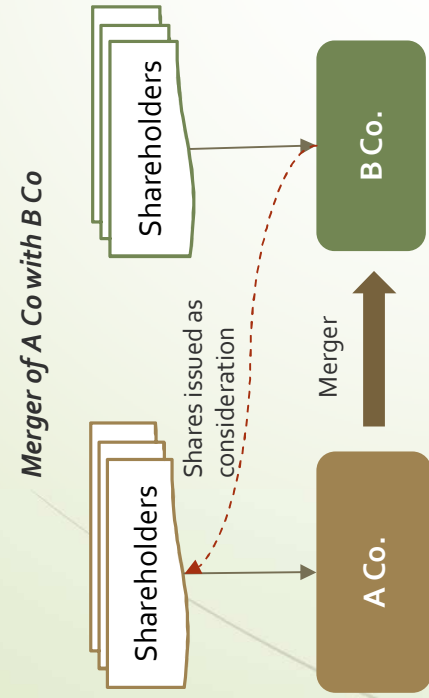 Merger of A Co with B Co
Shareholders
Shareholders
Shares issued as
consideration
Merger
A Co.
B Co.